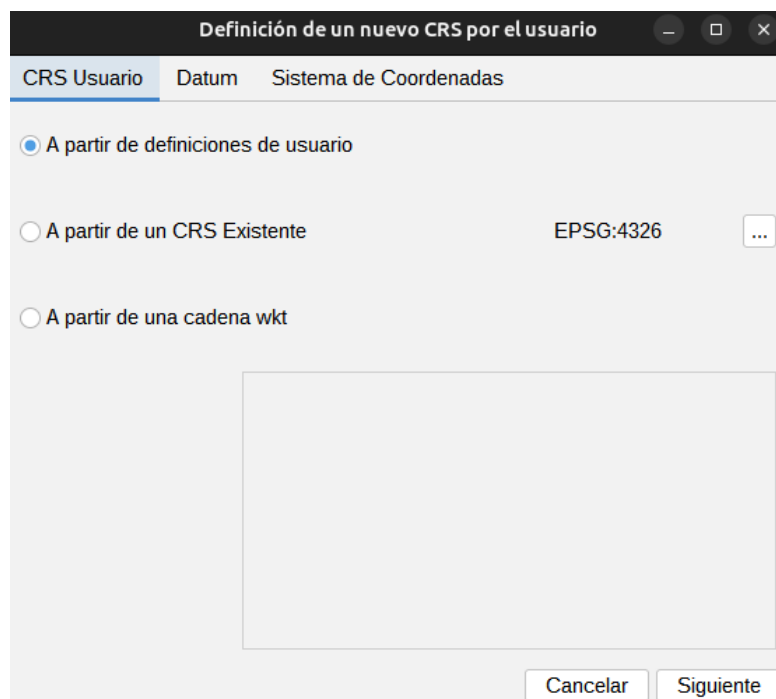 Definición de un nuevo CRS por el usuario
CRS Usuario Datum Sistema de Coordenadas
A partir de definiciones de usuario
A partir de un CRS Existente EPSG:4326 ...
A partir de una cadena wkt
Cancelar Siguiente